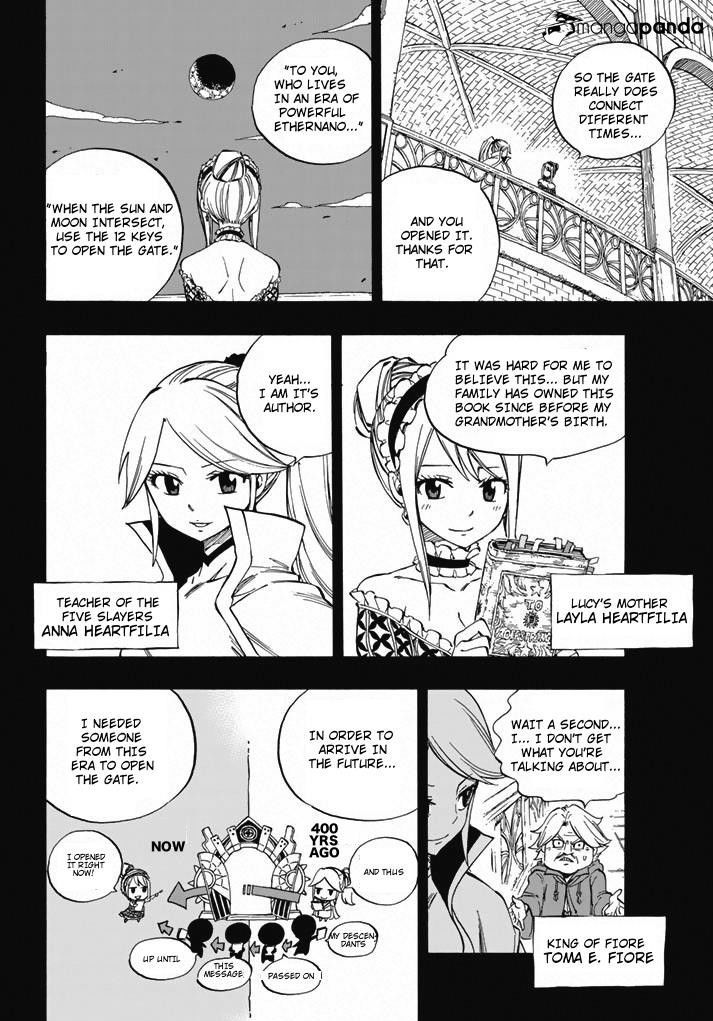 mangapanda
SO THE GATE
REALLY DOES
CONNECT
DIFFERENT
TIMES...
AND YOU
OPENED IT.
THANKS FOR
THAT.
"TO YOU,
WHO LIVES
IN AN ERA OF
POWERFUL
ETHERNANO..."
"WHEN THE SUN AND
MOON INTERSECT,
USE THE 12 KEYS
TO OPEN THE GATE."
IT WAS HARD FOR ME TO
BELIEVE THIS... BUT MY
FAMILY HAS OWNED THIS
BOOK SINCE BEFORE MY
GRANDMOTHER'S BIRTH.
TO
LUCY'S MOTHER
LAYLA HEARTFILIA
YEAH...
I AM IT'S
AUTHOR.
TEACHER OF THE
FIVE SLAYERS
ANNA HEARTFILIA
WAIT A SECOND...
I... I DON'T GET
WHAT YOU'RE
TALKING ABOUT...
KING OF FIORE
TOMA E. FIORE
IN ORDER TO
ARRIVE IN
THE FUTURE...
I NEEDED
SOMEONE
FROM THIS
ERA TO OPEN
THE GATE.
400
YRS
AGO
NOW
AND THUS
MY DESCEN-
DANTS
PASSED ON
THIS
MESSAGE
UP UNTIL
I OPENED
IT RIGHT
NOW!